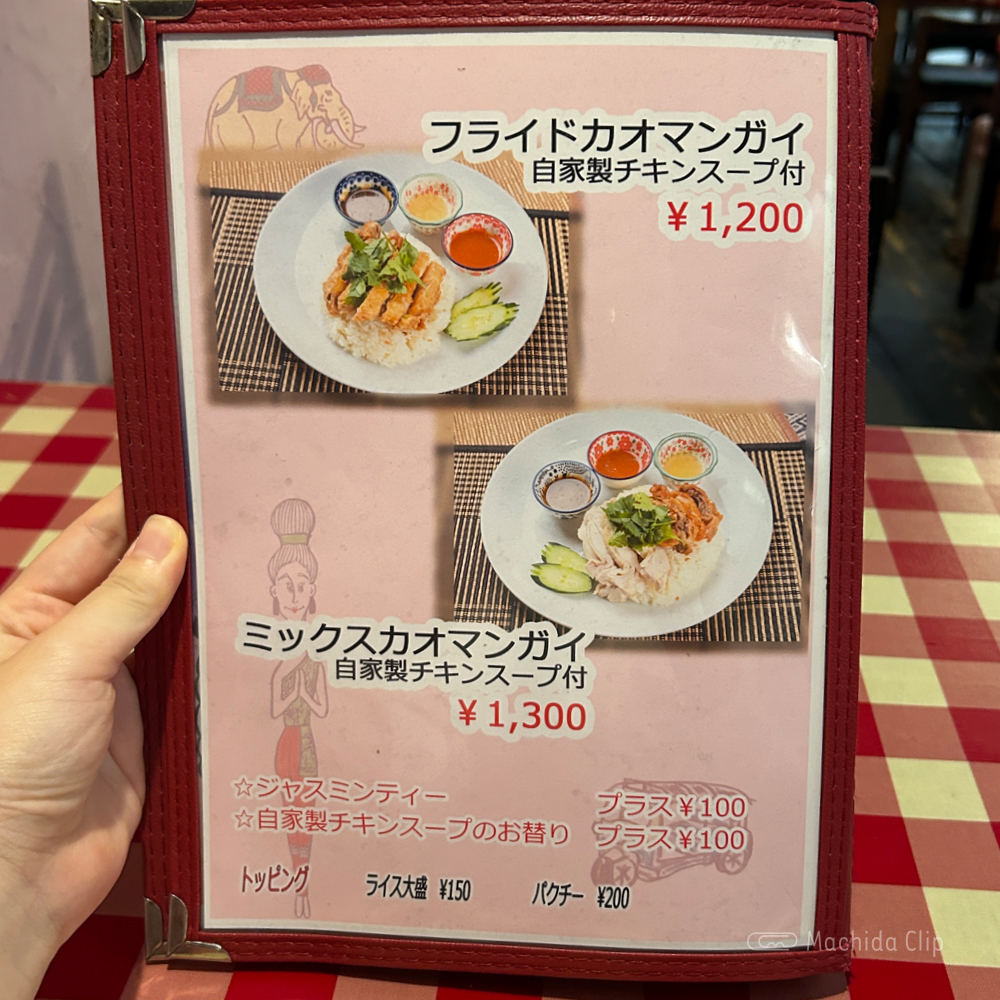 フライドカオマンガイ
自家製チキンスープ付
¥1,200
ミックスカオマンガイ
自家製チキンスープ付
¥1,300
☆ジャスミンティー プラス¥100
☆自家製チキンスープのお替り プラス¥100
トッピング ライス大盛 ¥150 パクチー ¥200
Machida Clip